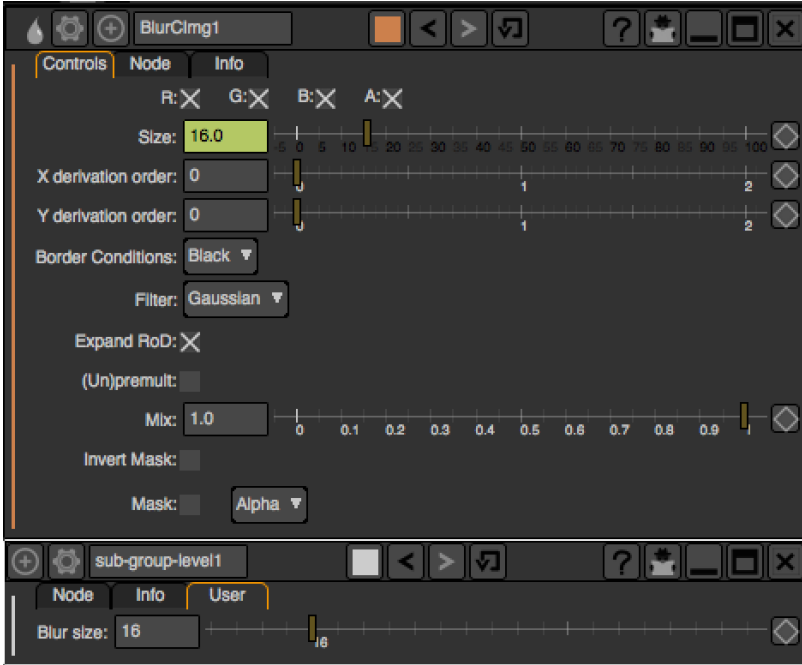 BlurCImg1 < > ?
Controls Node Info
R: G: B: A:
Size: 16.0 -5 0 5 10 15 20 25 30 35 40 45 50 55 60 65 70 75 80 85 90 95 100
X derivation order: 0 0 1 2
Y derivation order: 0 0 1 2
Border Conditions: Black
Filter: Gaussian
Expand RoD:
(Un)premult:
Mix: 1.0 0 0.1 0.2 0.3 0.4 0.5 0.6 0.7 0.8 0.9 1
Invert Mask:
Mask: Alpha
sub-group-level1 < > ?
Node Info User
Blur size: 16 16